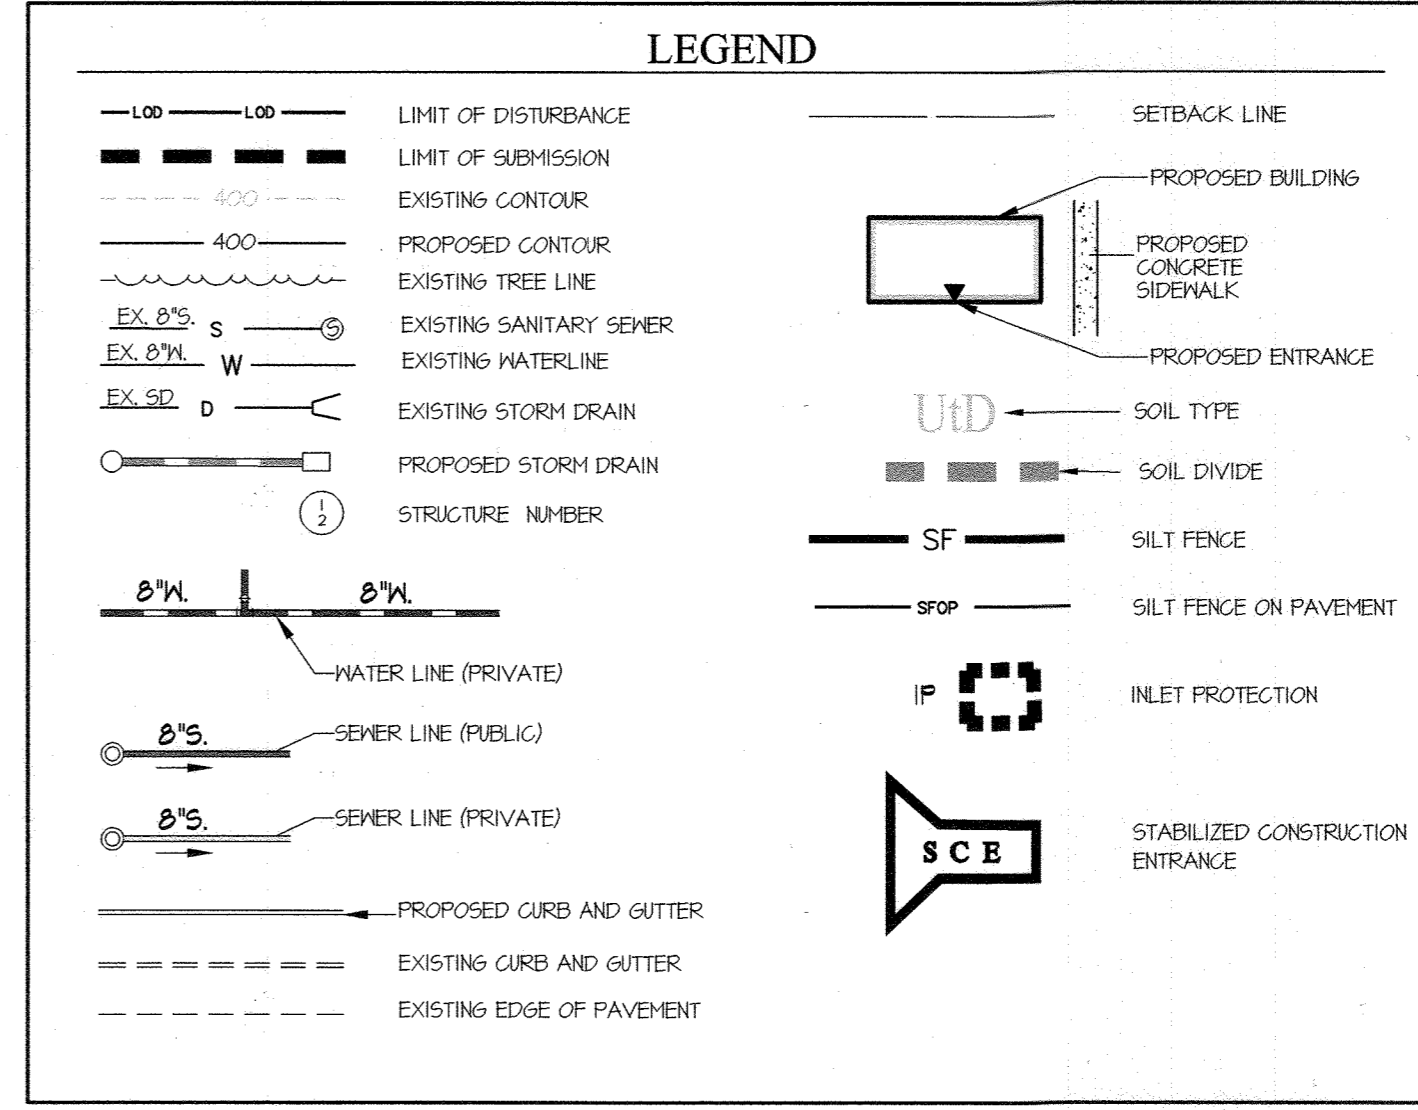 LEGEND
LOD LOD LIMIT OF DISTURBANCE
LIMIT OF SUBMISSION
400 EXISTING CONTOUR
400 PROPOSED CONTOUR
EXISTING TREE LINE
EX. 8"S. S S EXISTING SANITARY SEWER
EX. 8"W. W EXISTING WATERLINE
EX. SD D EXISTING STORM DRAIN
PROPOSED STORM DRAIN
1
2
STRUCTURE NUMBER
8"W. 8"W.
WATER LINE (PRIVATE)
8"S. SEWER LINE (PUBLIC)
8"S. SEWER LINE (PRIVATE)
PROPOSED CURB AND GUTTER
EXISTING CURB AND GUTTER
EXISTING EDGE OF PAVEMENT
SETBACK LINE
PROPOSED BUILDING
PROPOSED
CONCRETE
SIDEWALK
PROPOSED ENTRANCE
UtD SOIL TYPE
SOIL DIVIDE
SF SILT FENCE
SFOP SILT FENCE ON PAVEMENT
IP INLET PROTECTION
SCE
STABILIZED CONSTRUCTION
ENTRANCE